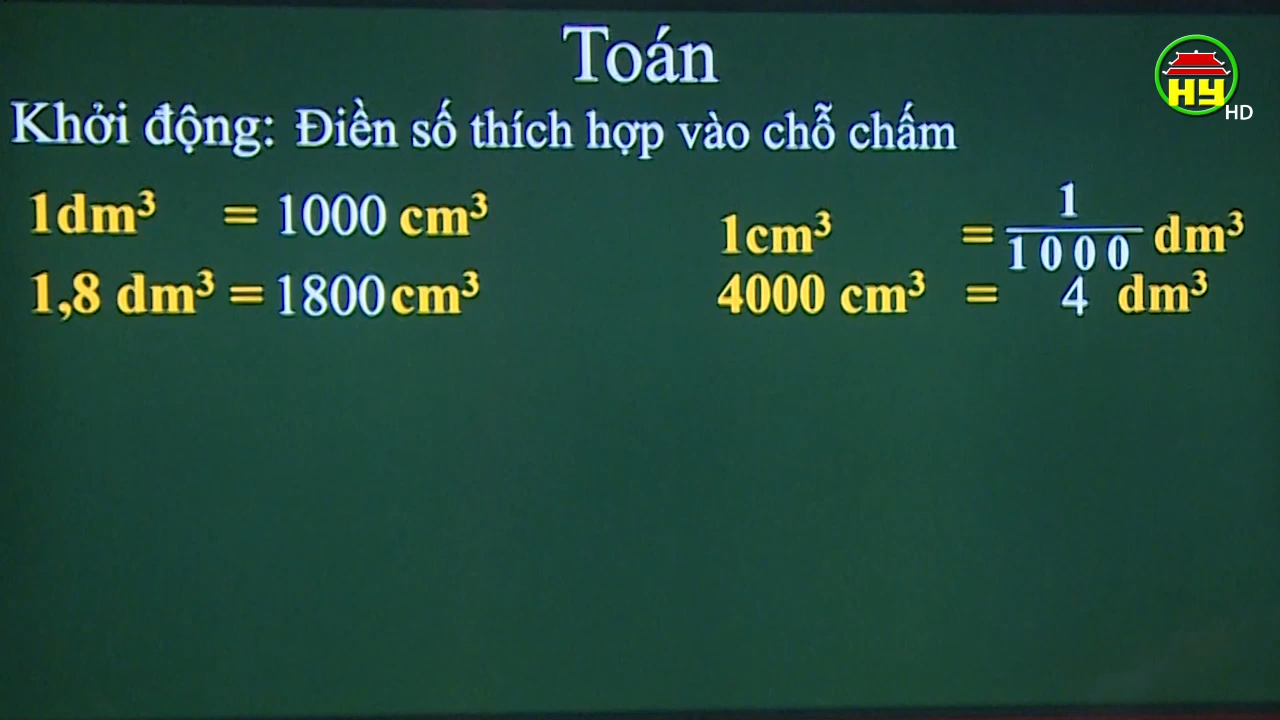 Toán
HY HD
Khởi động: Điền số thích hợp vào chỗ chấm
1dm³ = 1000 cm³
1,8 dm³ = 1800 cm³
1cm³ = 1/1000 dm³
4000 cm³ = 4 dm³